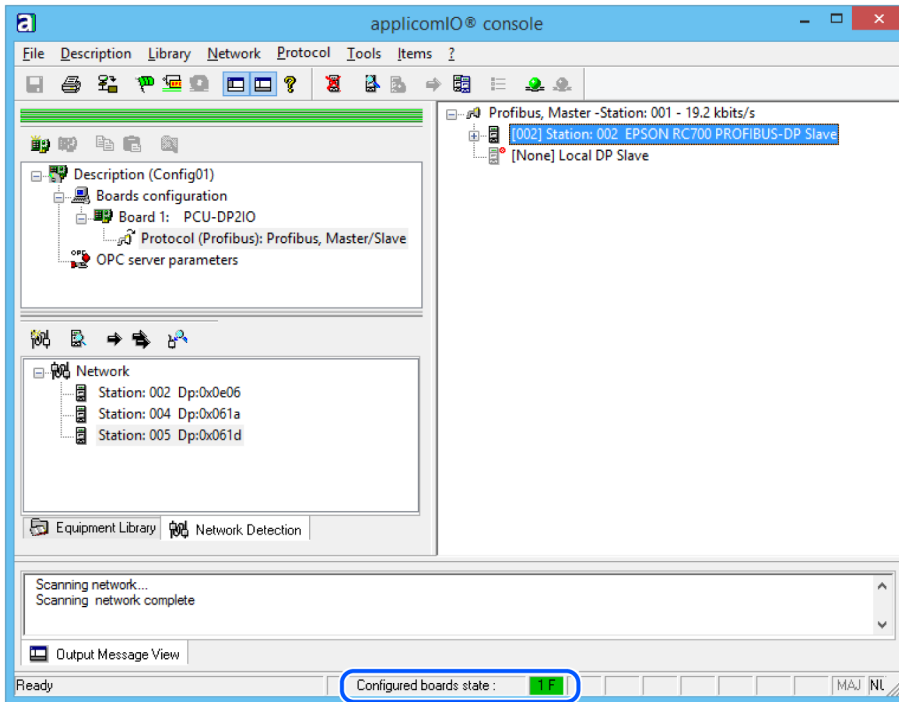 applicomIO® console
File Description Library Network Protocol Tools Items ?
Description (Config01)
Boards configuration
Board 1: PCU-DP2IO
Protocol (Profibus): Profibus, Master/Slave
OPC server parameters
Profibus, Master -Station: 001 - 19.2 kbits/s
[002] Station: 002 EPSON RC700 PROFIBUS-DP Slave
[None] Local DP Slave
Network
Station: 002 Dp:0x0e06
Station: 004 Dp:0x061a
Station: 005 Dp:0x061d
Equipment Library Network Detection
Scanning network...
Scanning network complete
Output Message View
Ready Configured boards state : 1 F MAJ NU